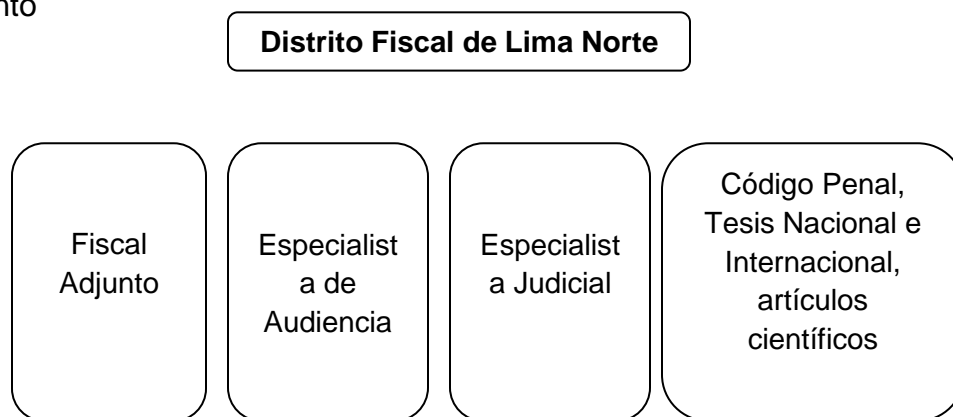 Distrito Fiscal de Lima Norte
Fiscal
Adjunto
Especialist
a de
Audiencia
Especialist
a Judicial
Código Penal,
Tesis Nacional e
Internacional,
artículos
científicos